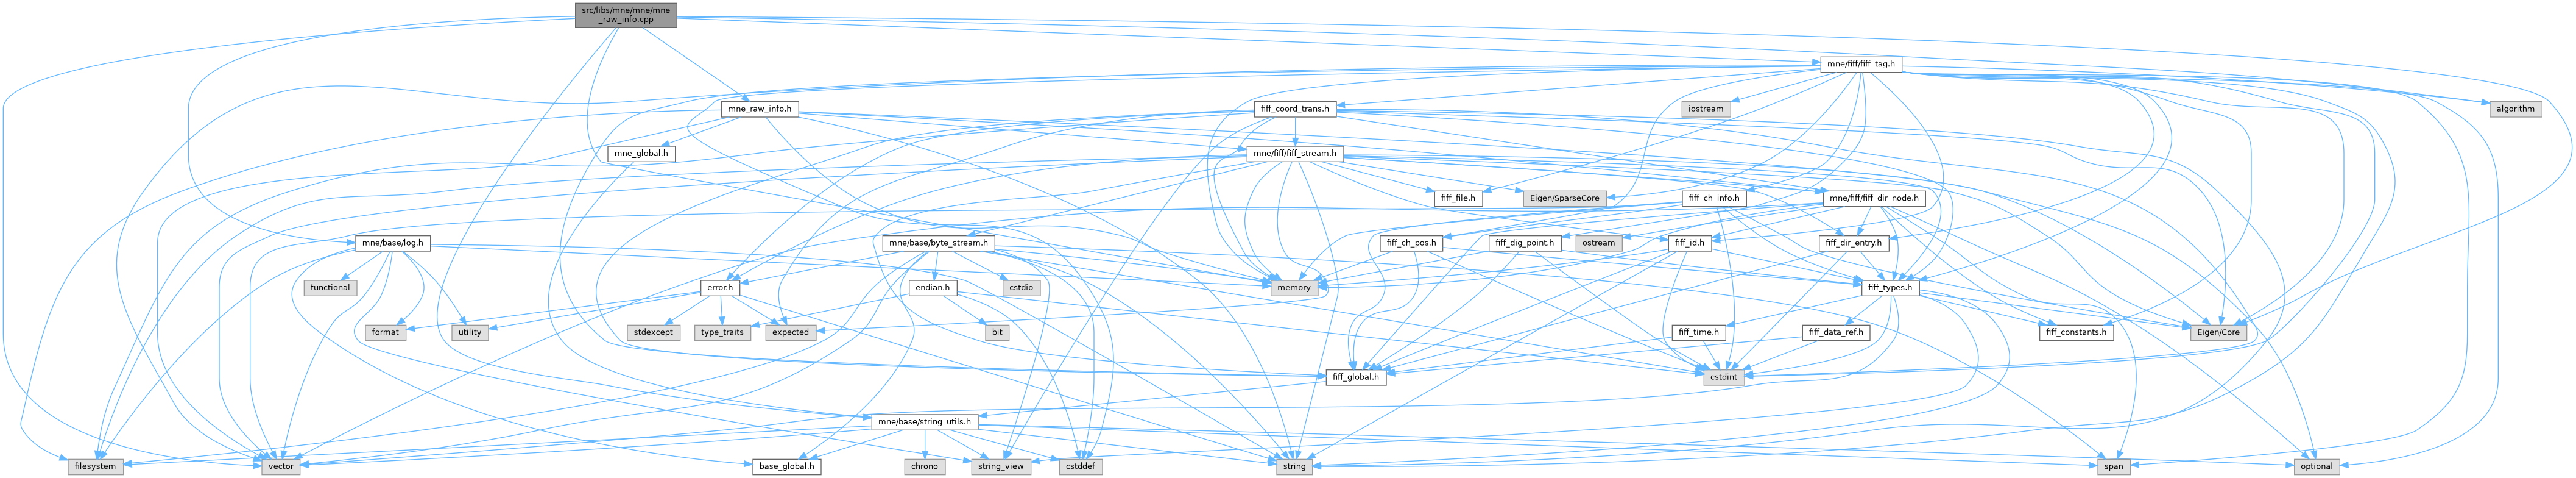 src/libs/mne/mne/mne
_raw_info.cpp
mne/fiff/fiff_tag.h
mne_raw_info.h
fiff_coord_trans.h
iostream
algorithm
mne_global.h
mne/fiff/fiff_stream.h
fiff_file.h
Eigen/SparseCore
fiff_ch_info.h
mne/fiff/fiff_dir_node.h
mne/base/log.h
mne/base/byte_stream.h
fiff_ch_pos.h
fiff_dig_point.h
ostream
fiff_id.h
fiff_dir_entry.h
functional
error.h
endian.h
cstdio
memory
fiff_types.h
format
utility
stdexcept
type_traits
expected
bit
fiff_time.h
fiff_data_ref.h
fiff_constants.h
Eigen/Core
fiff_global.h
cstdint
mne/base/string_utils.h
filesystem
vector
base_global.h
chrono
string_view
cstddef
string
span
optional